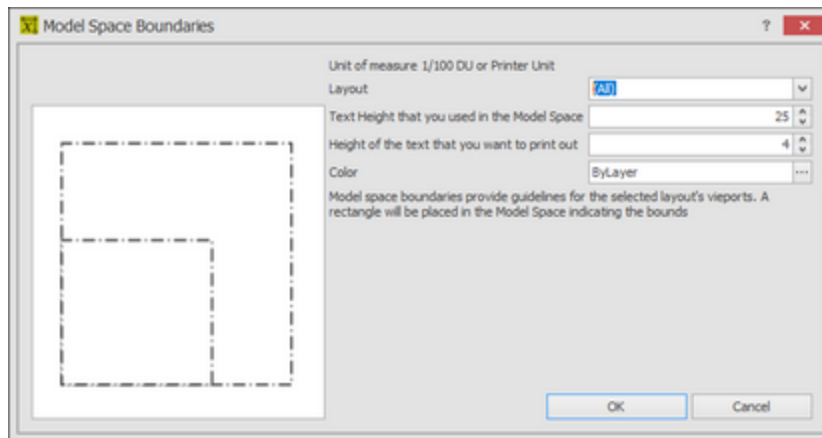 Model Space Boundaries ?
Unit of measure 1/100 DU or Printer Unit
Layout (All)
Text Height that you used in the Model Space 25
Height of the text that you want to print out 4
Color ByLayer ...
Model space boundaries provide guidelines for the selected layout's vieports. A
rectangle will be placed in the Model Space indicating the bounds
OK Cancel